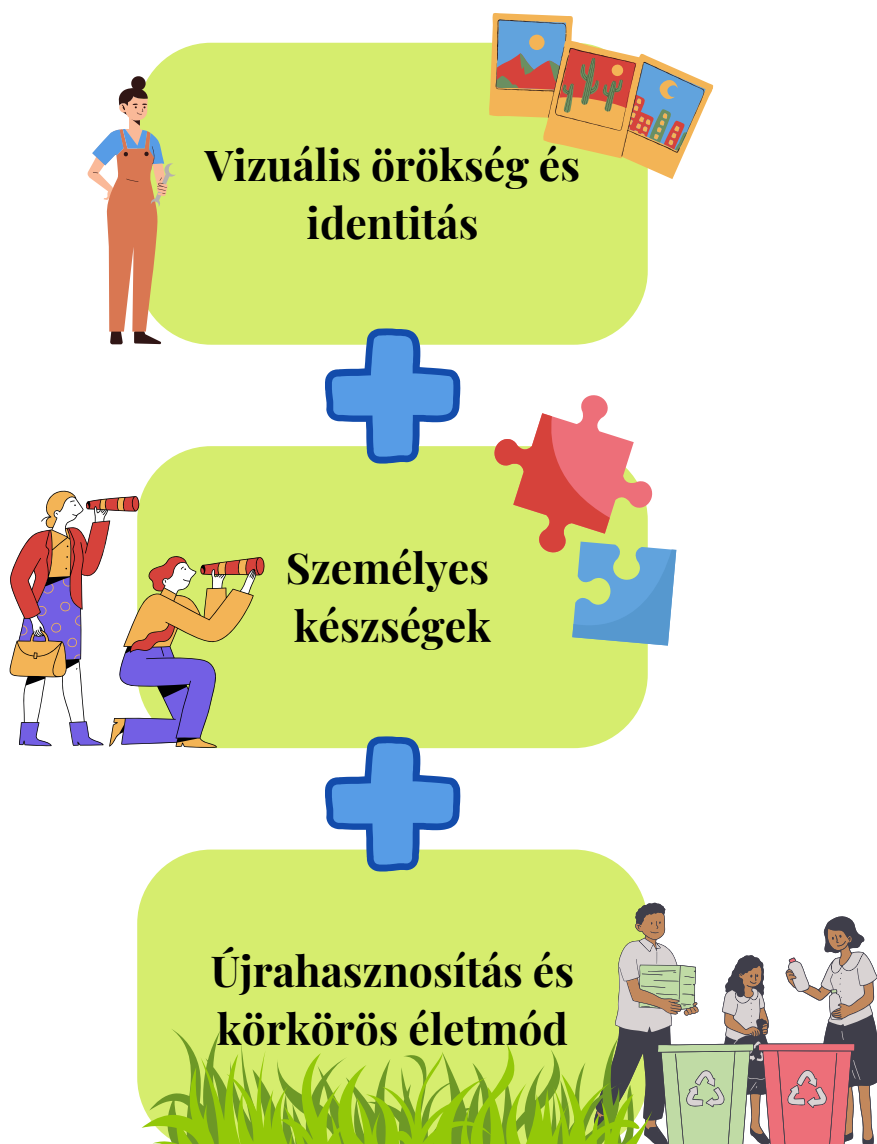 Vizuális örökség és
identitás
Személyes
készségek
Újrahasznosítás és
körkörös életmód